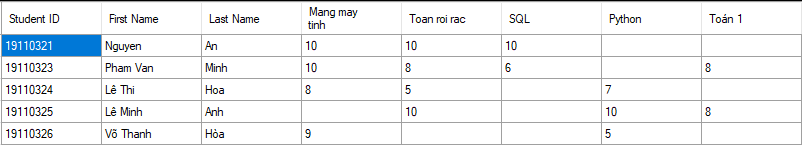 Student ID First Name Last Name Mang may tinh Toan roi rac SQL Python Toán 1
19110321 Nguyen An 10 10 10
19110323 Pham Van Minh 10 8 6 8
19110324 Lê Thi Hoa 8 5 7
19110325 Lê Minh Anh 10 10 8
19110326 Võ Thanh Hòa 9 5